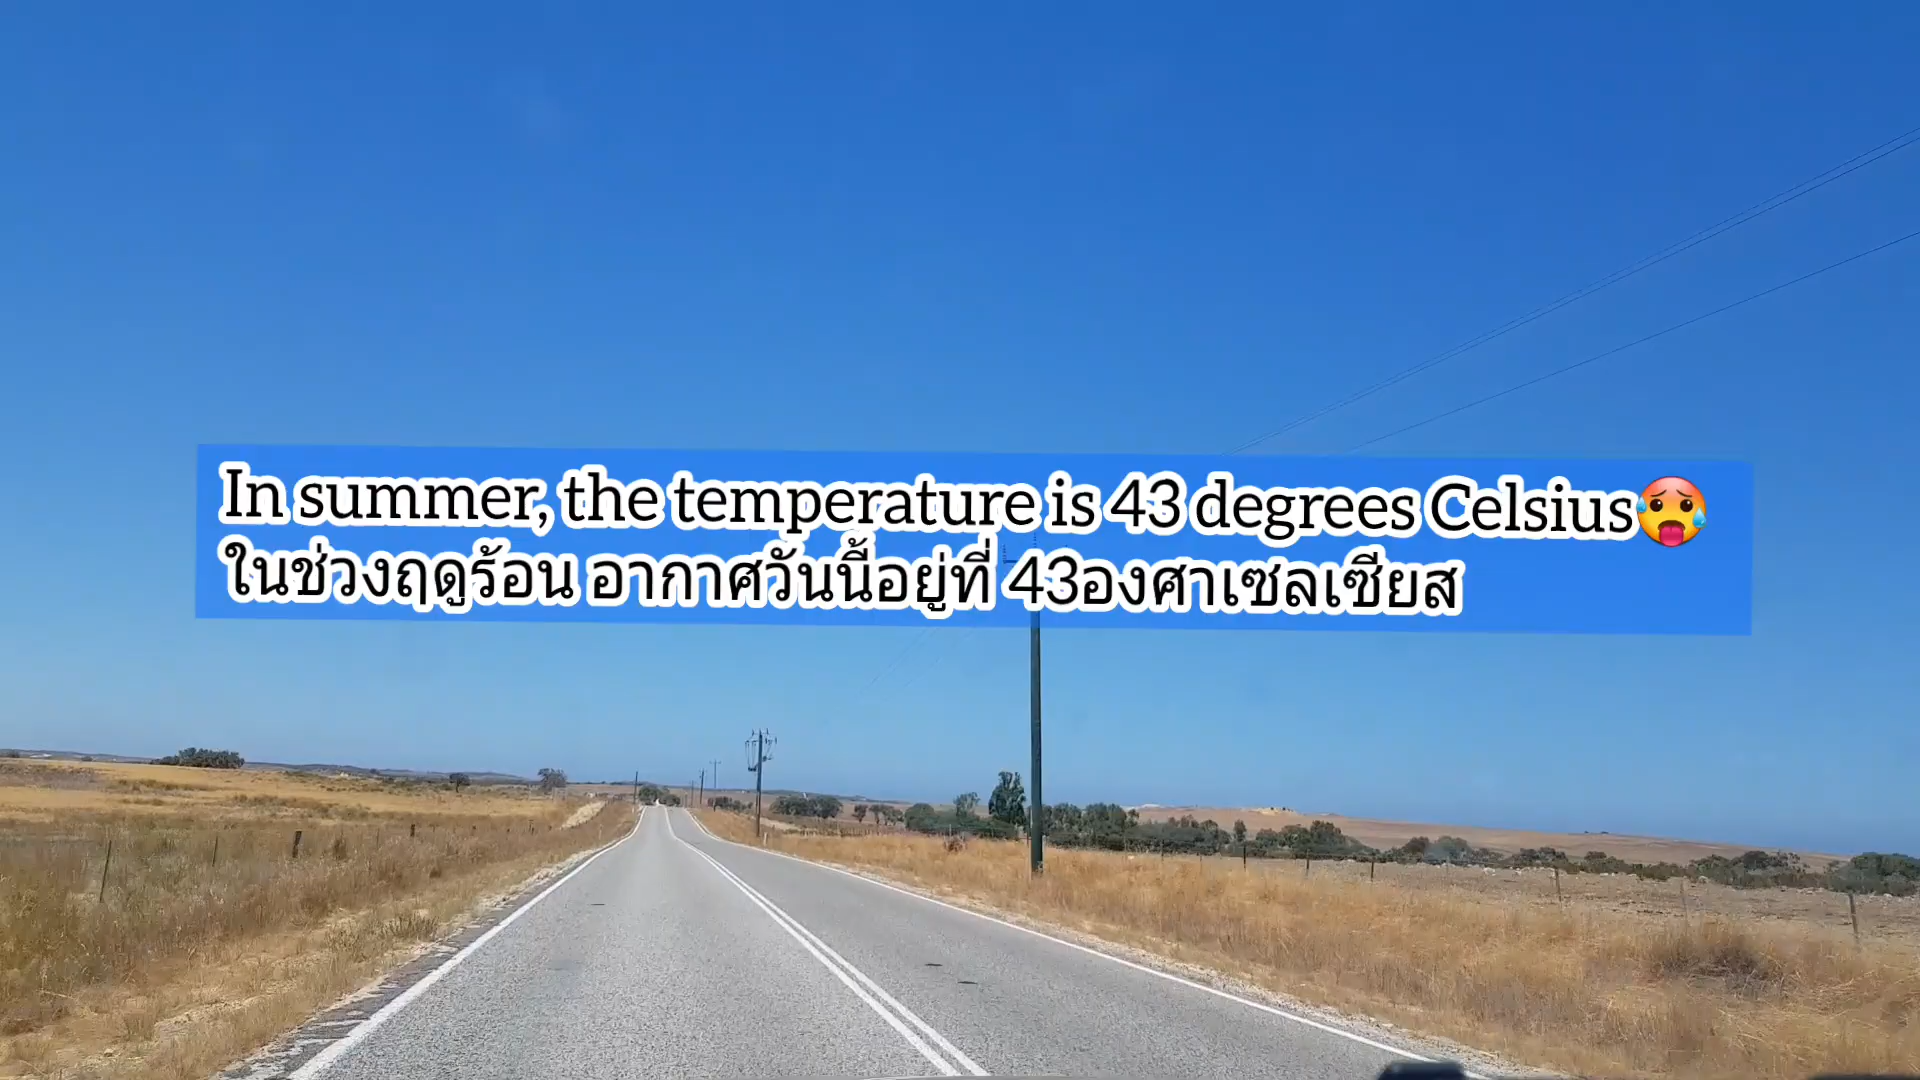 In summer, the temperature is 43 degrees Celsius🥵
ในช่วงฤดูร้อน อากาศวันนี้อยู่ที่ 43องศาเซลเซียส